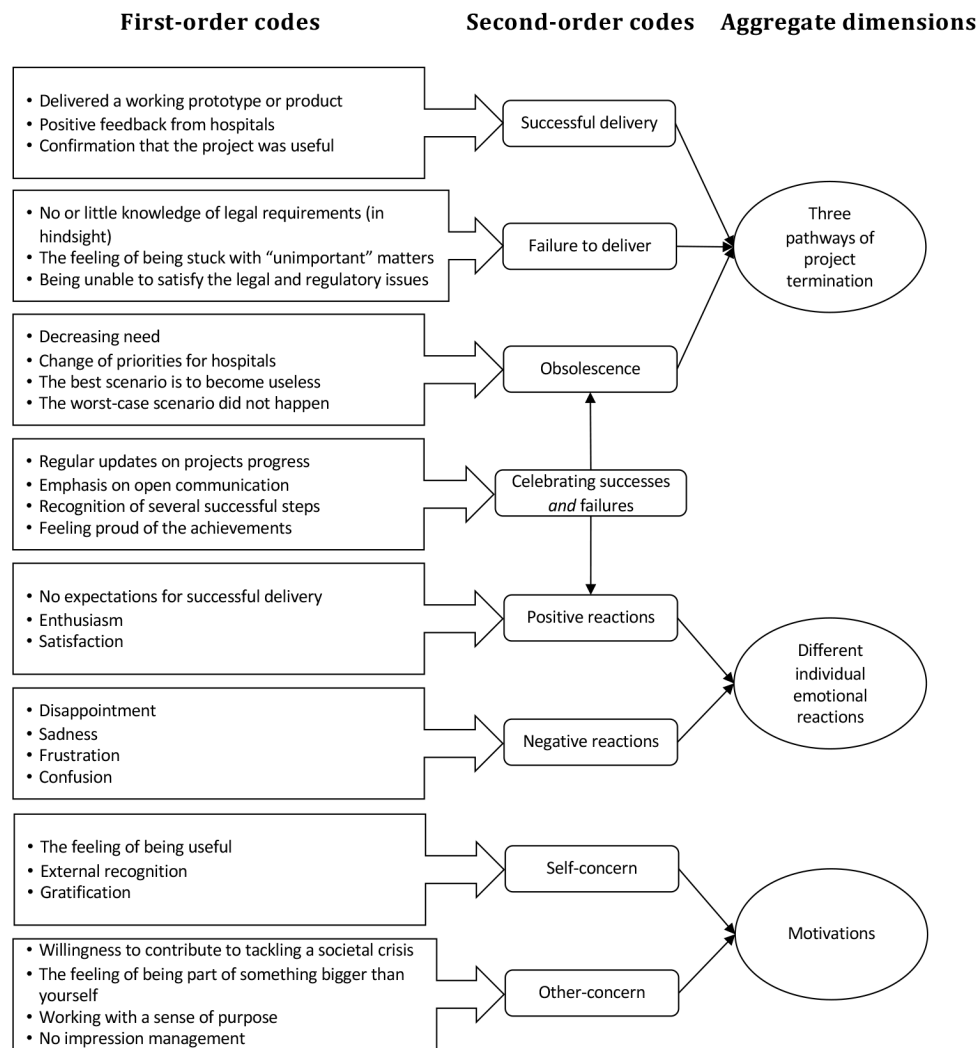 First-order codes
Second-order codes
Aggregate dimensions
• Delivered a working prototype or product
• Positive feedback from hospitals
• Confirmation that the project was useful
Successful delivery
• No or little knowledge of legal requirements (in
hindsight)
• The feeling of being stuck with “unimportant” matters
• Being unable to satisfy the legal and regulatory issues
Failure to deliver
Three
pathways of
project
termination
• Decreasing need
• Change of priorities for hospitals
• The best scenario is to become useless
• The worst-case scenario did not happen
Obsolescence
• Regular updates on projects progress
• Emphasis on open communication
• Recognition of several successful steps
• Feeling proud of the achievements
Celebrating successes
and failures
• No expectations for successful delivery
• Enthusiasm
• Satisfaction
Positive reactions
Different
individual
emotional
reactions
• Disappointment
• Sadness
• Frustration
• Confusion
Negative reactions
• The feeling of being useful
• External recognition
• Gratification
Self-concern
Motivations
• Willingness to contribute to tackling a societal crisis
• The feeling of being part of something bigger than
yourself
• Working with a sense of purpose
• No impression management
Other-concern